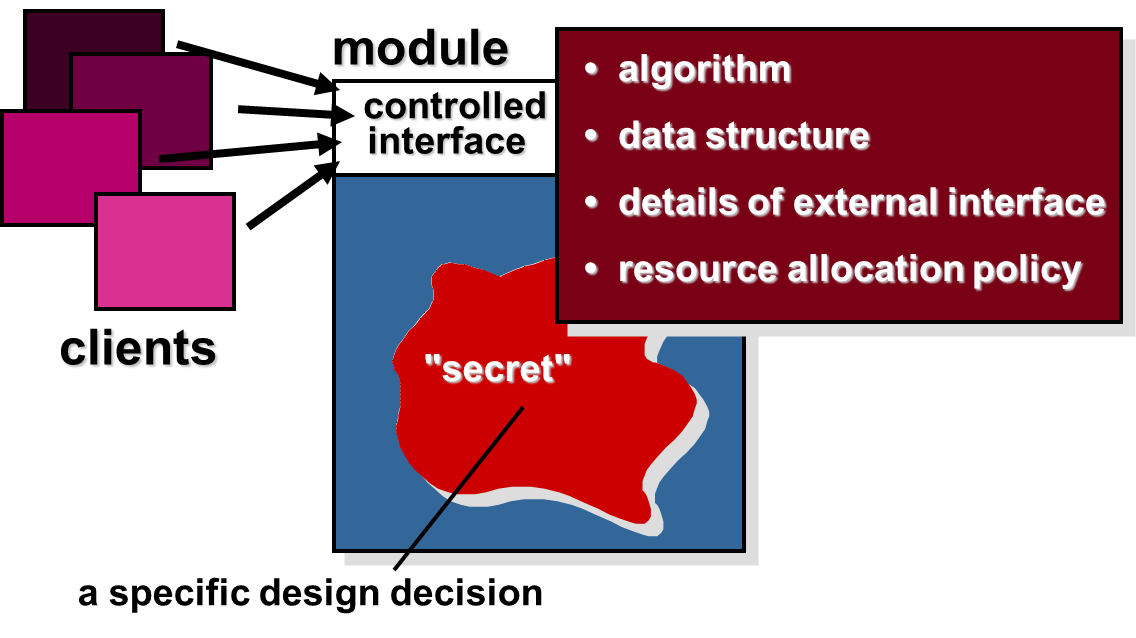 module
controlled
interface
• algorithm
• data structure
• details of external interface
• resource allocation policy
clients
"secret"
a specific design decision